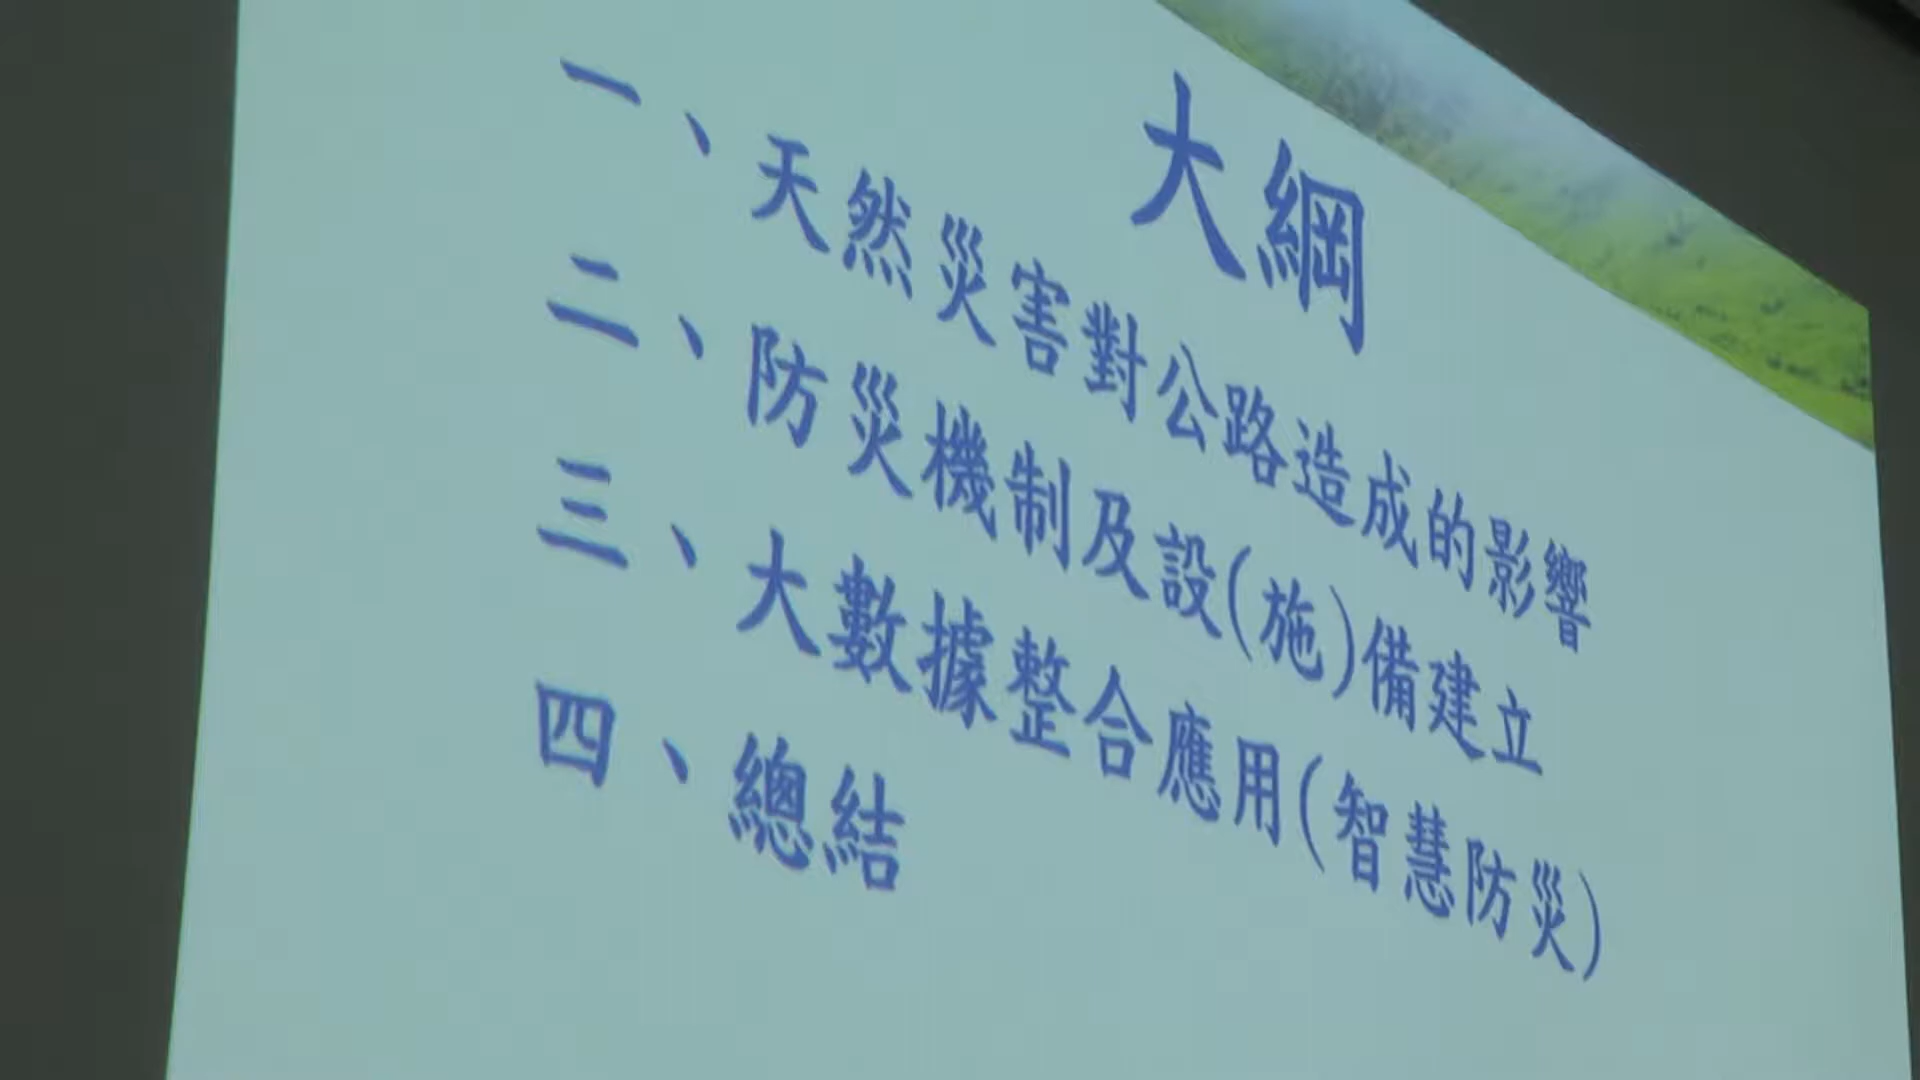 大綱
一、天然災害對公路造成的影響
二、防災機制及設(施)備建立
三、大數據整合應用(智慧防災)
四、總結